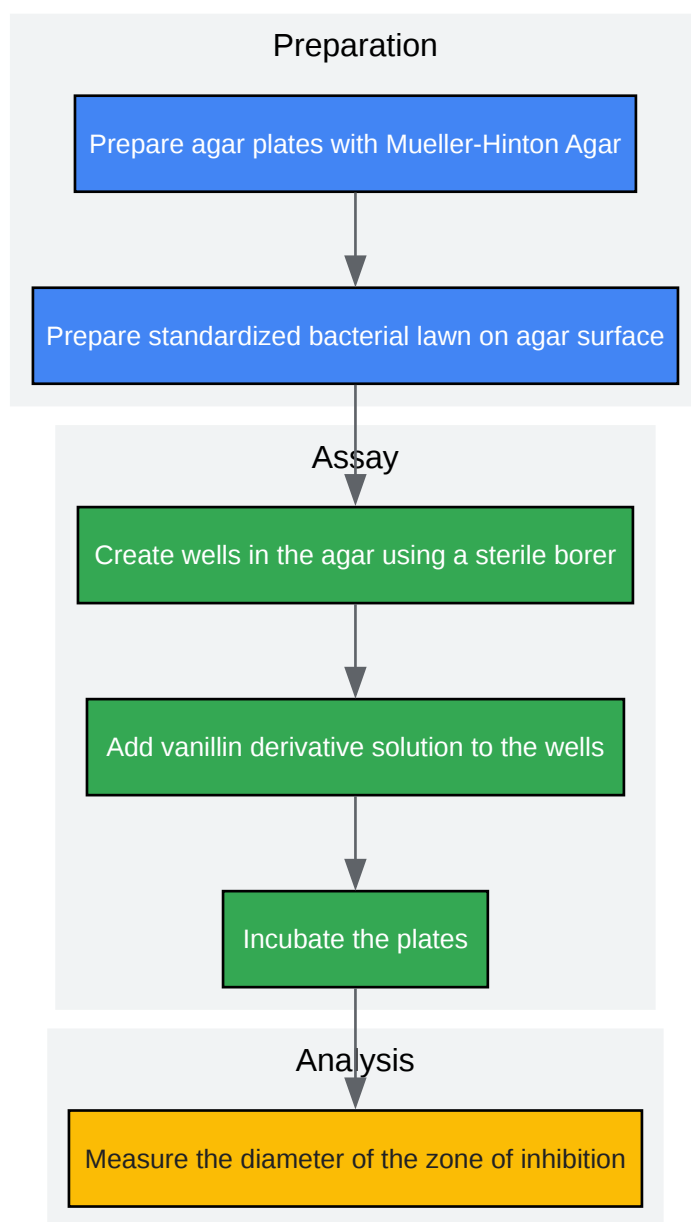 Preparation
Prepare agar plates with Mueller-Hinton Agar
Prepare standardized bacterial lawn on agar surface
Assay
Create wells in the agar using a sterile borer
Add vanillin derivative solution to the wells
Incubate the plates
Analysis
Measure the diameter of the zone of inhibition